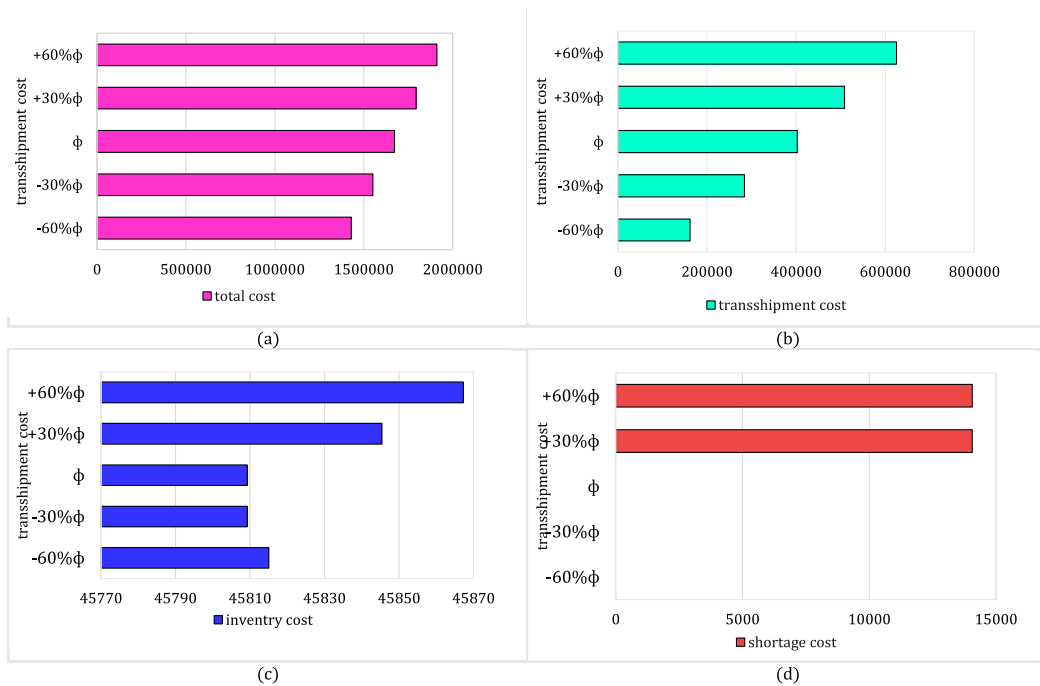 transshipment cost
+60%ϕ
+30%ϕ
ϕ
-30%ϕ
-60%ϕ
0 500000 1000000 1500000 2000000
total cost
(a)
transshipment cost
+60%ϕ
+30%ϕ
ϕ
-30%ϕ
-60%ϕ
0 200000 400000 600000 800000
transshipment cost
(b)
transshipment cost
+60%ϕ
+30%ϕ
ϕ
-30%ϕ
-60%ϕ
45770 45790 45810 45830 45850 45870
inventry cost
(c)
transshipment cost
+60%ϕ
+30%ϕ
ϕ
-30%ϕ
-60%ϕ
0 5000 10000 15000
shortage cost
(d)